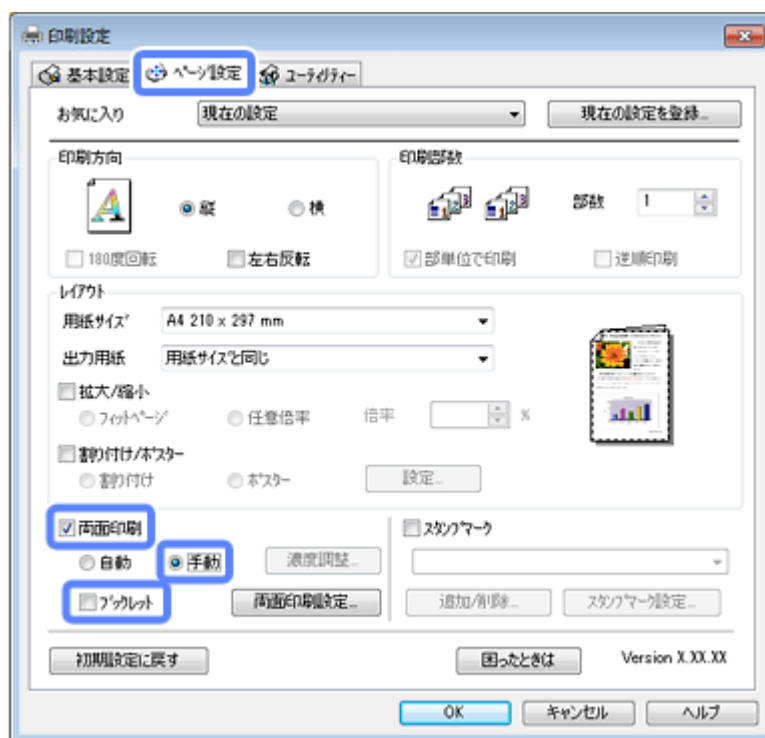 印刷設定
基本設定 ページ設定 ユーティリティー
お気に入り 現在の設定 現在の設定を登録...
印刷方向 印刷部数
縦 横 部数 1
180度回転 左右反転 部単位で印刷 逆順印刷
レイアウト
用紙サイズ A4 210 x 297 mm
出力用紙 用紙サイズと同じ
拡大/縮小
フィットページ 任意倍率 倍率 %
割り付け/ポスター
割り付け ポスター 設定...
両面印刷 スタンプマーク
自動 手動 濃度調整...
ブックレット 両面印刷設定... 追加/削除... スタンプマーク設定...
初期設定に戻す 困ったときは Version X.XX.XX
OK キャンセル ヘルプ